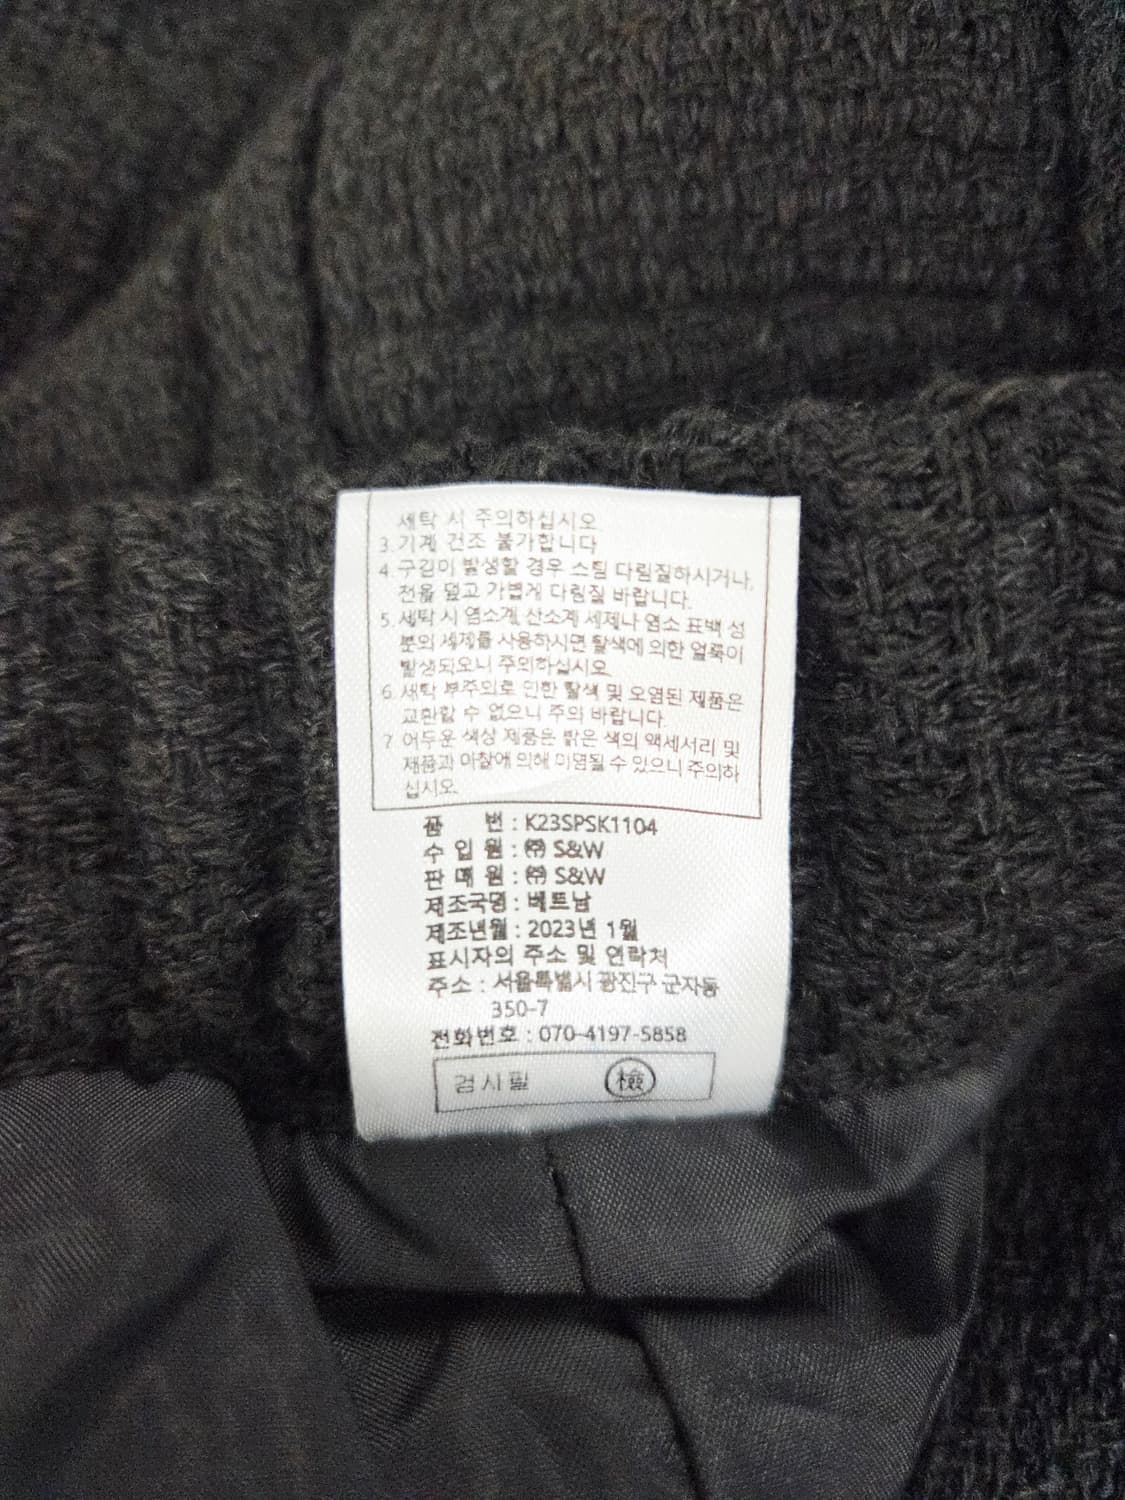 세탁 시 주의하십시오
3.기계 건조 불가합니다
4.구김이 발생할 경우 스팀 다림질하시거나,
전을 덮고 가볍게 다림질 바랍니다.
5.세탁 시 염소계, 산소계 세제나 염소 표백 성
분의 세제를 사용하시면 탈색에 의한 얼룩이
발생되오니 주의하십시오.
6.세탁 부주의로 인한 탈색 및 오염된 제품은
교환할 수 없으니 주의 바랍니다.
7 어두운 색상 제품은 밝은 색의 액세서리 및
제품과 마찰에 의해 이염될 수 있으니 주의하
십시오.
품 번 : K23SPSK1104
수 입 원 : ㈜ S&W
판 매 원 : ㈜ S&W
제조국명 : 베트남
제조년월 : 2023년 1월
표시자의 주소 및 연락처
주소 : 서울특별시 광진구 군자동
350-7
전화번호 : 070-4197-5858
검시필 檢